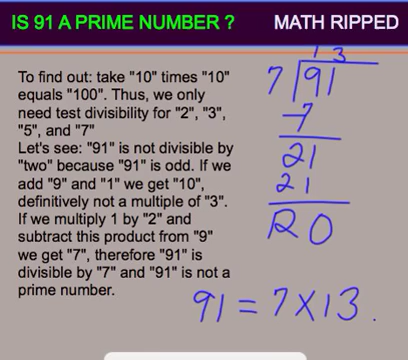 IS 91 A PRIME NUMBER ? MATH RIPPED
To find out: take "10" times "10"
equals "100". Thus, we only
need test divisibility for "2", "3",
"5", and "7"
Let's see: "91" is not divisible by
"two" because "91" is odd. If we
add "9" and "1" we get "10",
definitively not a multiple of "3".
If we multiply 1 by "2" and
subtract this product from "9"
we get "7", therefore "91" is
divisible by "7" and "91" is not a
prime number.
13
7 91
7
21
21
R 0
91 = 7 X 13 .